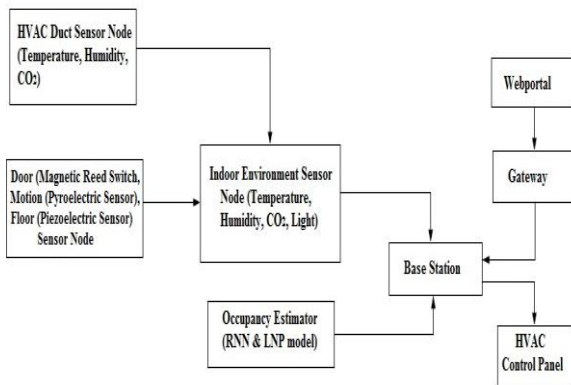 HVAC Duct Sensor Node
(Temperature, Humidity,
CO₂)
Webportal
Door (Magnetic Reed Switch,
Motion (Pyroelectric Sensor),
Floor (Piezoelectric Sensor)
Sensor Node
Indoor Environment Sensor
Node (Temperature,
Humidity, CO₂, Light)
Gateway
Base Station
Occupancy Estimator
(RNN & LNP model)
HVAC
Control Panel